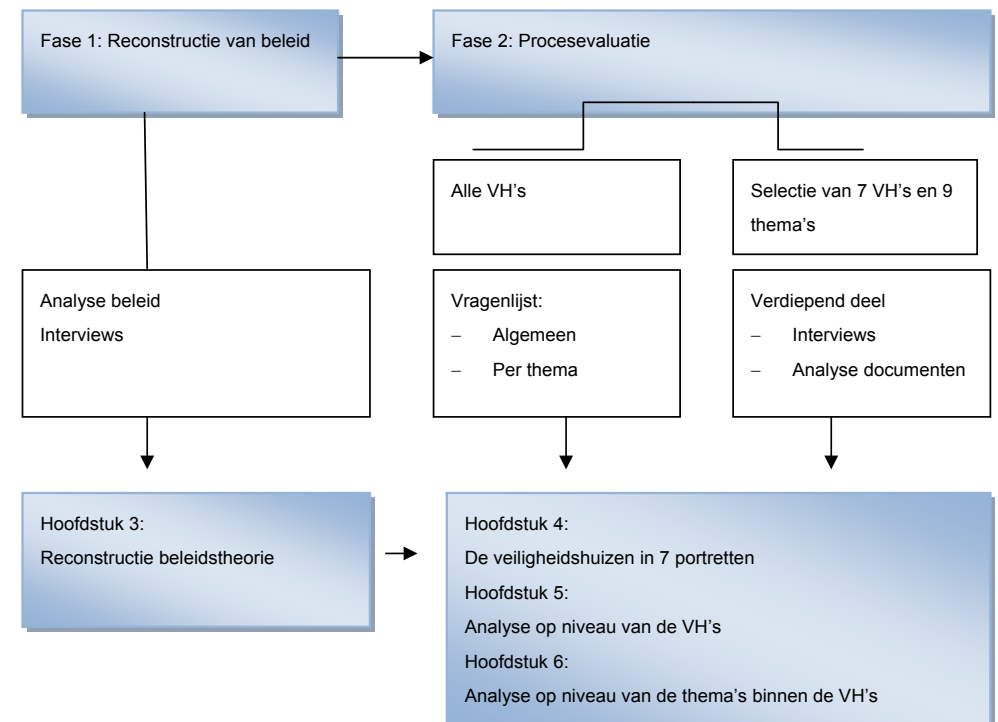 Fase 1: Reconstructie van beleid
Fase 2: Procesevaluatie
Alle VH’s
Selectie van 7 VH’s en 9
thema’s
Analyse beleid
Interviews
Vragenlijst:
– Algemeen
– Per thema
Verdiepend deel
– Interviews
– Analyse documenten
Hoofdstuk 3:
Reconstructie beleidstheorie
Hoofdstuk 4:
De veiligheidshuizen in 7 portretten
Hoofdstuk 5:
Analyse op niveau van de VH’s
Hoofdstuk 6:
Analyse op niveau van de thema’s binnen de VH’s